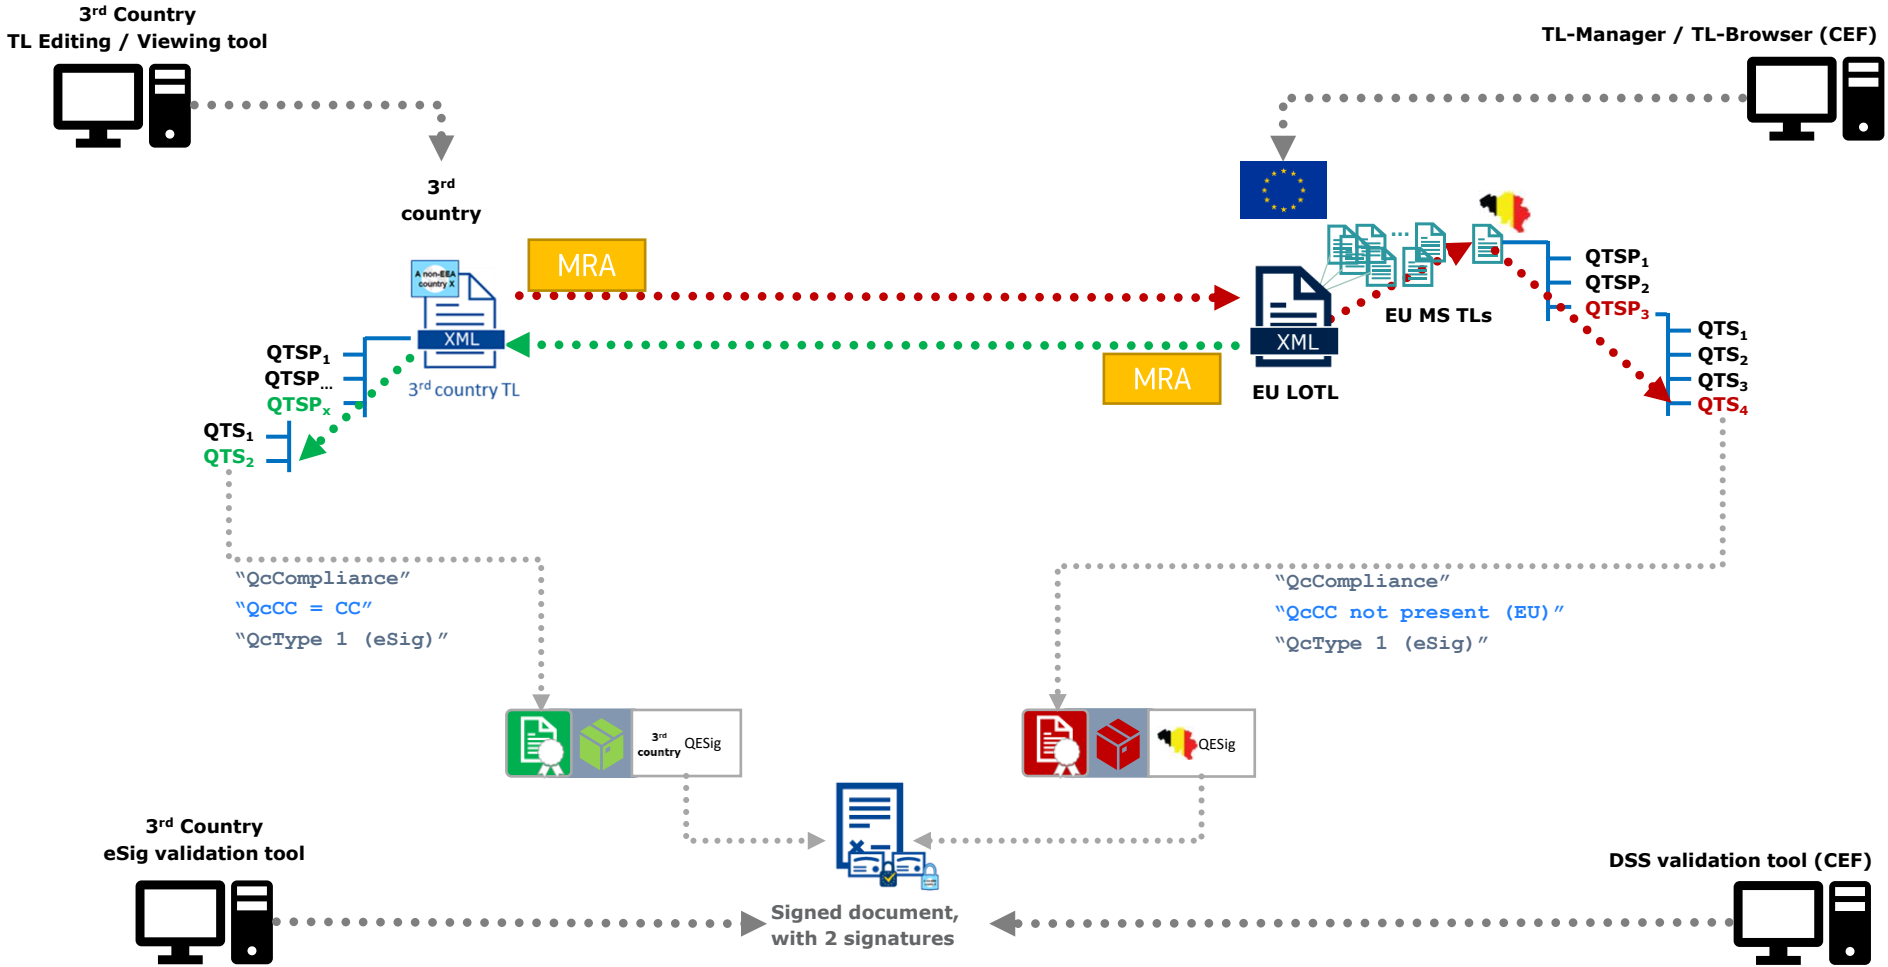 3rd Country
TL Editing / Viewing tool
TL-Manager / TL-Browser (CEF)
3rd
country
MRA
A non-EEA
country X
XML
3rd country TL
QTSP1
QTSP...
QTSPx
QTS1
QTS2
MRA
XML
EU LOTL
...
EU MS TLs
QTSP1
QTSP2
QTSP3
QTS1
QTS2
QTS3
QTS4
“QcCompliance”
“QcCC = CC”
“QcType 1 (eSig)”
“QcCompliance”
“QcCC not present (EU)”
“QcType 1 (eSig)”
3rd
country
QESig
QESig
3rd Country
eSig validation tool
DSS validation tool (CEF)
Signed document,
with 2 signatures